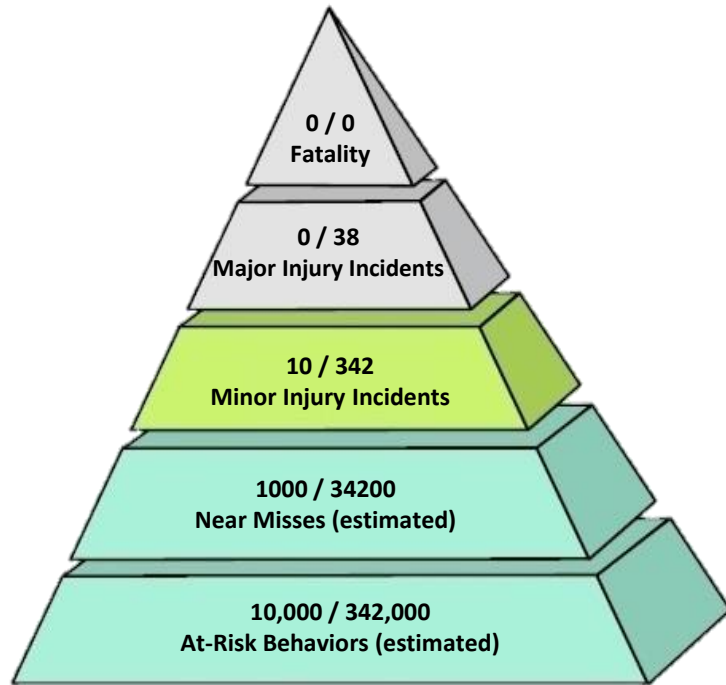 0 / 0
Fatality
0 / 38
Major Injury Incidents
10 / 342
Minor Injury Incidents
1000 / 34200
Near Misses (estimated)
10,000 / 342,000
At-Risk Behaviors (estimated)